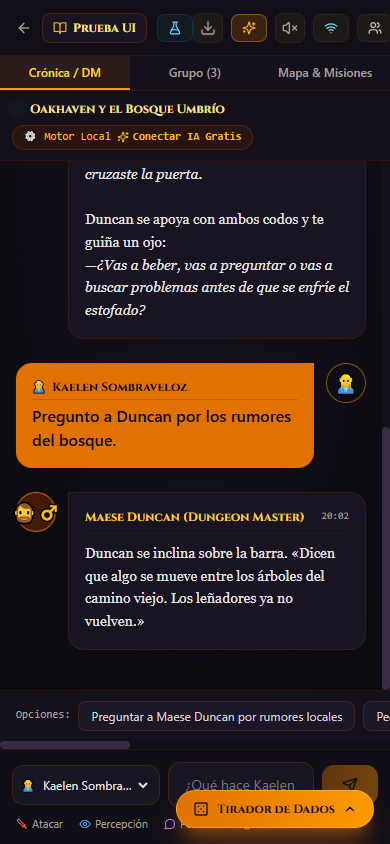 Prueba UI
Crónica / DM
Grupo (3)
Mapa & Misiones
Oakhaven y el Bosque Umbrío
Motor Local Conectar IA Gratis
cruzaste la puerta.
Duncan se apoya con ambos codos y te
guiña un ojo:
—¿Vas a beber, vas a preguntar o vas a
buscar problemas antes de que se enfríe el
estofado?
Kaelen Sombraveloz
Pregunto a Duncan por los rumores
del bosque.
Maese Duncan (Dungeon Master) 20:02
Duncan se inclina sobre la barra. «Dicen
que algo se mueve entre los árboles del
camino viejo. Los leñadores ya no
vuelven.»
Opciones: Preguntar a Maese Duncan por rumores locales
Kaelen Sombra... ¿Qué hace Kaelen
Tirador de Dados
Atacar Percepción